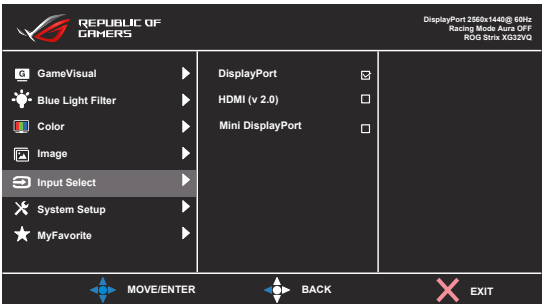 REPUBLIC OF
GAMERS
DisplayPort 2560x1440@ 60Hz
Racing Mode Aura OFF
ROG Strix XG32VQ
G GameVisual
Blue Light Filter
Color
Image
Input Select
System Setup
MyFavorite
DisplayPort
HDMI (v 2.0)
Mini DisplayPort
MOVE/ENTER
BACK
EXIT